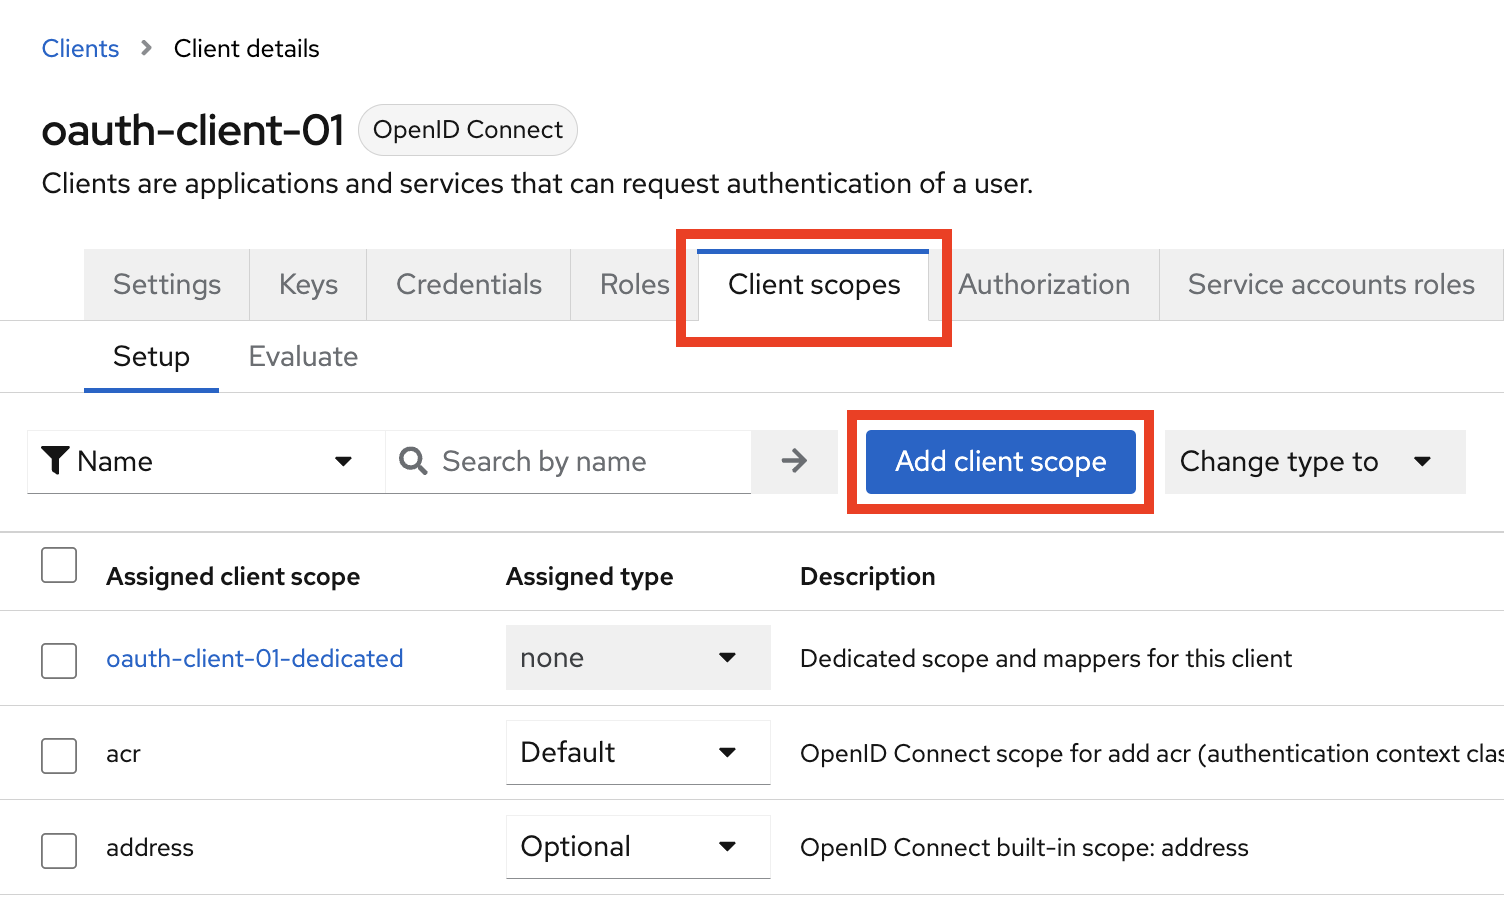 Clients > Client details
oauth-client-01 OpenID Connect
Clients are applications and services that can request authentication of a user.
Settings Keys Credentials Roles Client scopes Authorization Service accounts roles
Setup Evaluate
Name Search by name Add client scope Change type to
Assigned client scope Assigned type Description
oauth-client-01-dedicated none Dedicated scope and mappers for this client
acr Default OpenID Connect scope for add acr (authentication context clas
address Optional OpenID Connect built-in scope: address